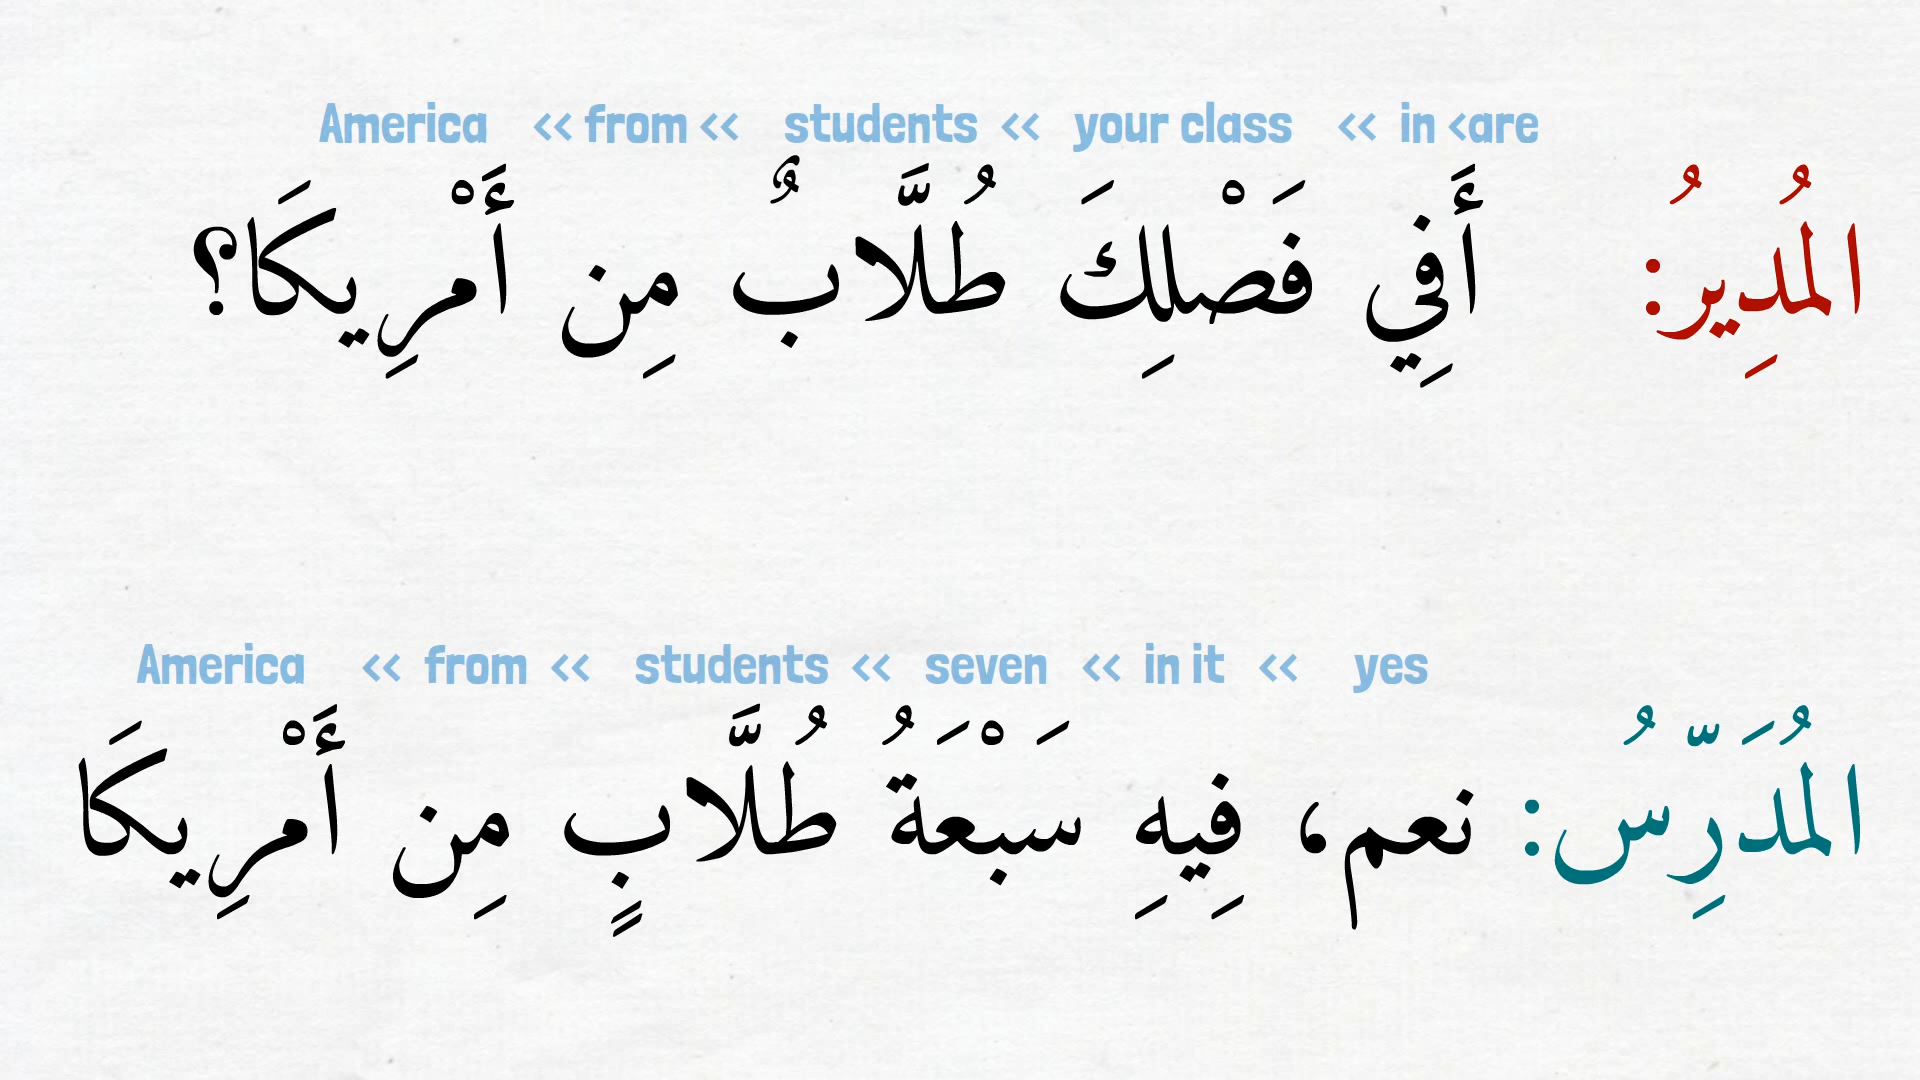 America << from << students << your class << in <are
المُدِيرُ: أَفِي فَصْلِكَ طُلَّابٌ مِن أَمْرِيكَا؟
America << from << students << seven << in it << yes
المُدَرِّسُ: نعم، فِيهِ سَبْعَةُ طُلَّابٍ مِن أَمْرِيكَا